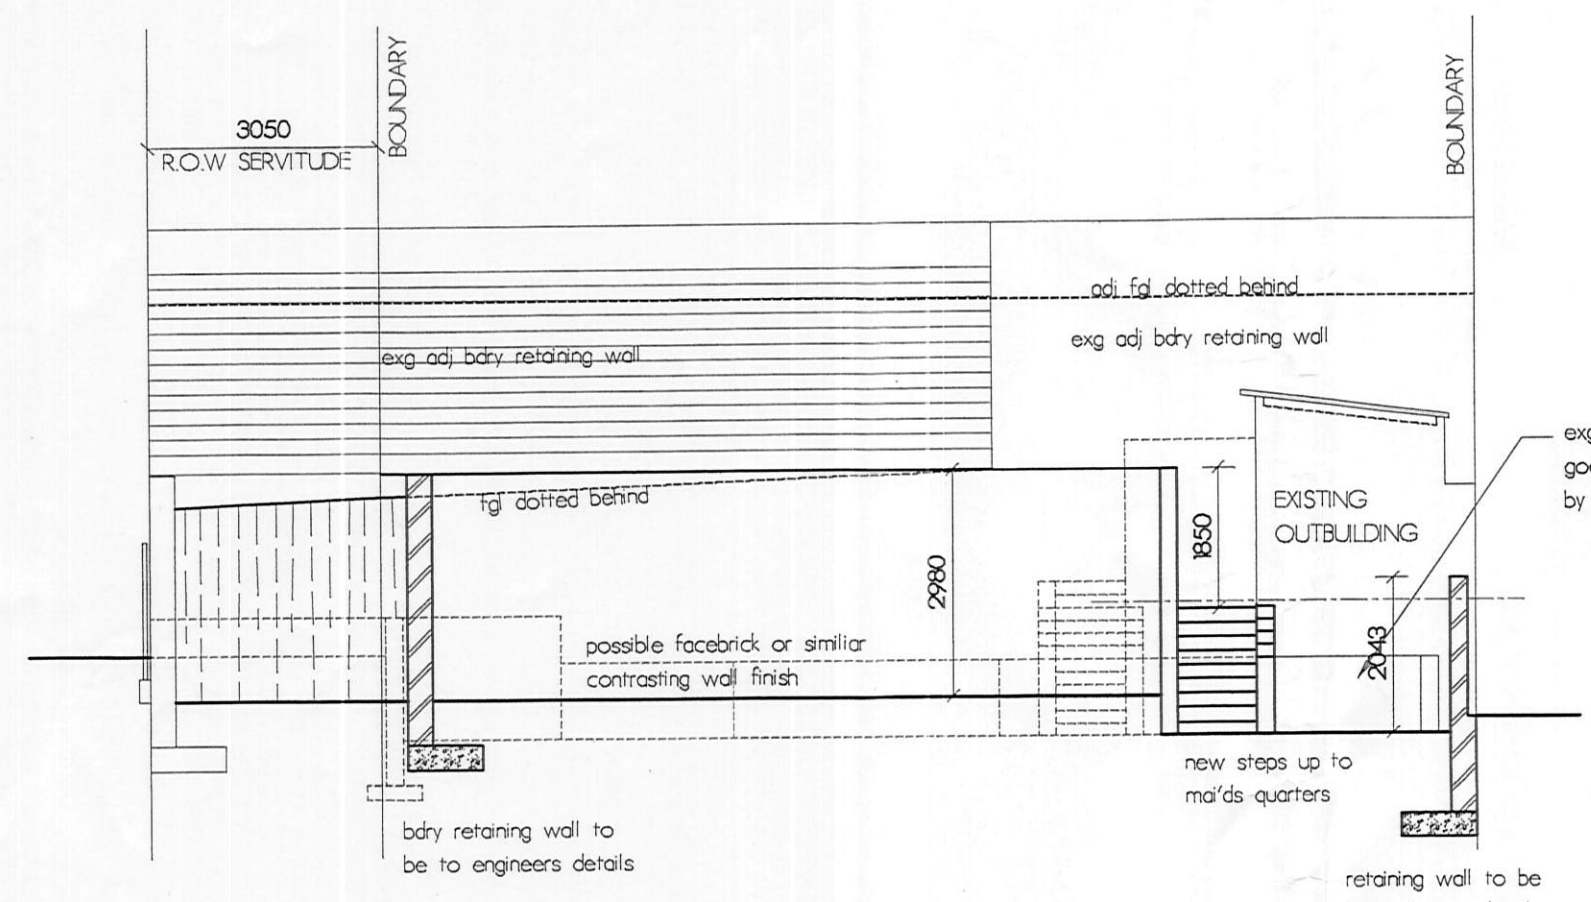 BOUNDARY
BOUNDARY
3050
R.O.W SERVITUDE
adj fgl dotted behind
exg adj bdry retaining wall
exg adj bdry retaining wall
exg
by
fgl dotted behind
EXISTING
OUTBUILDING
1850
2980
2043
possible facebrick or similiar
contrasting wall finish
new steps up to
mai'ds quarters
bdry retaining wall to
be to engineers details
retaining wall to be